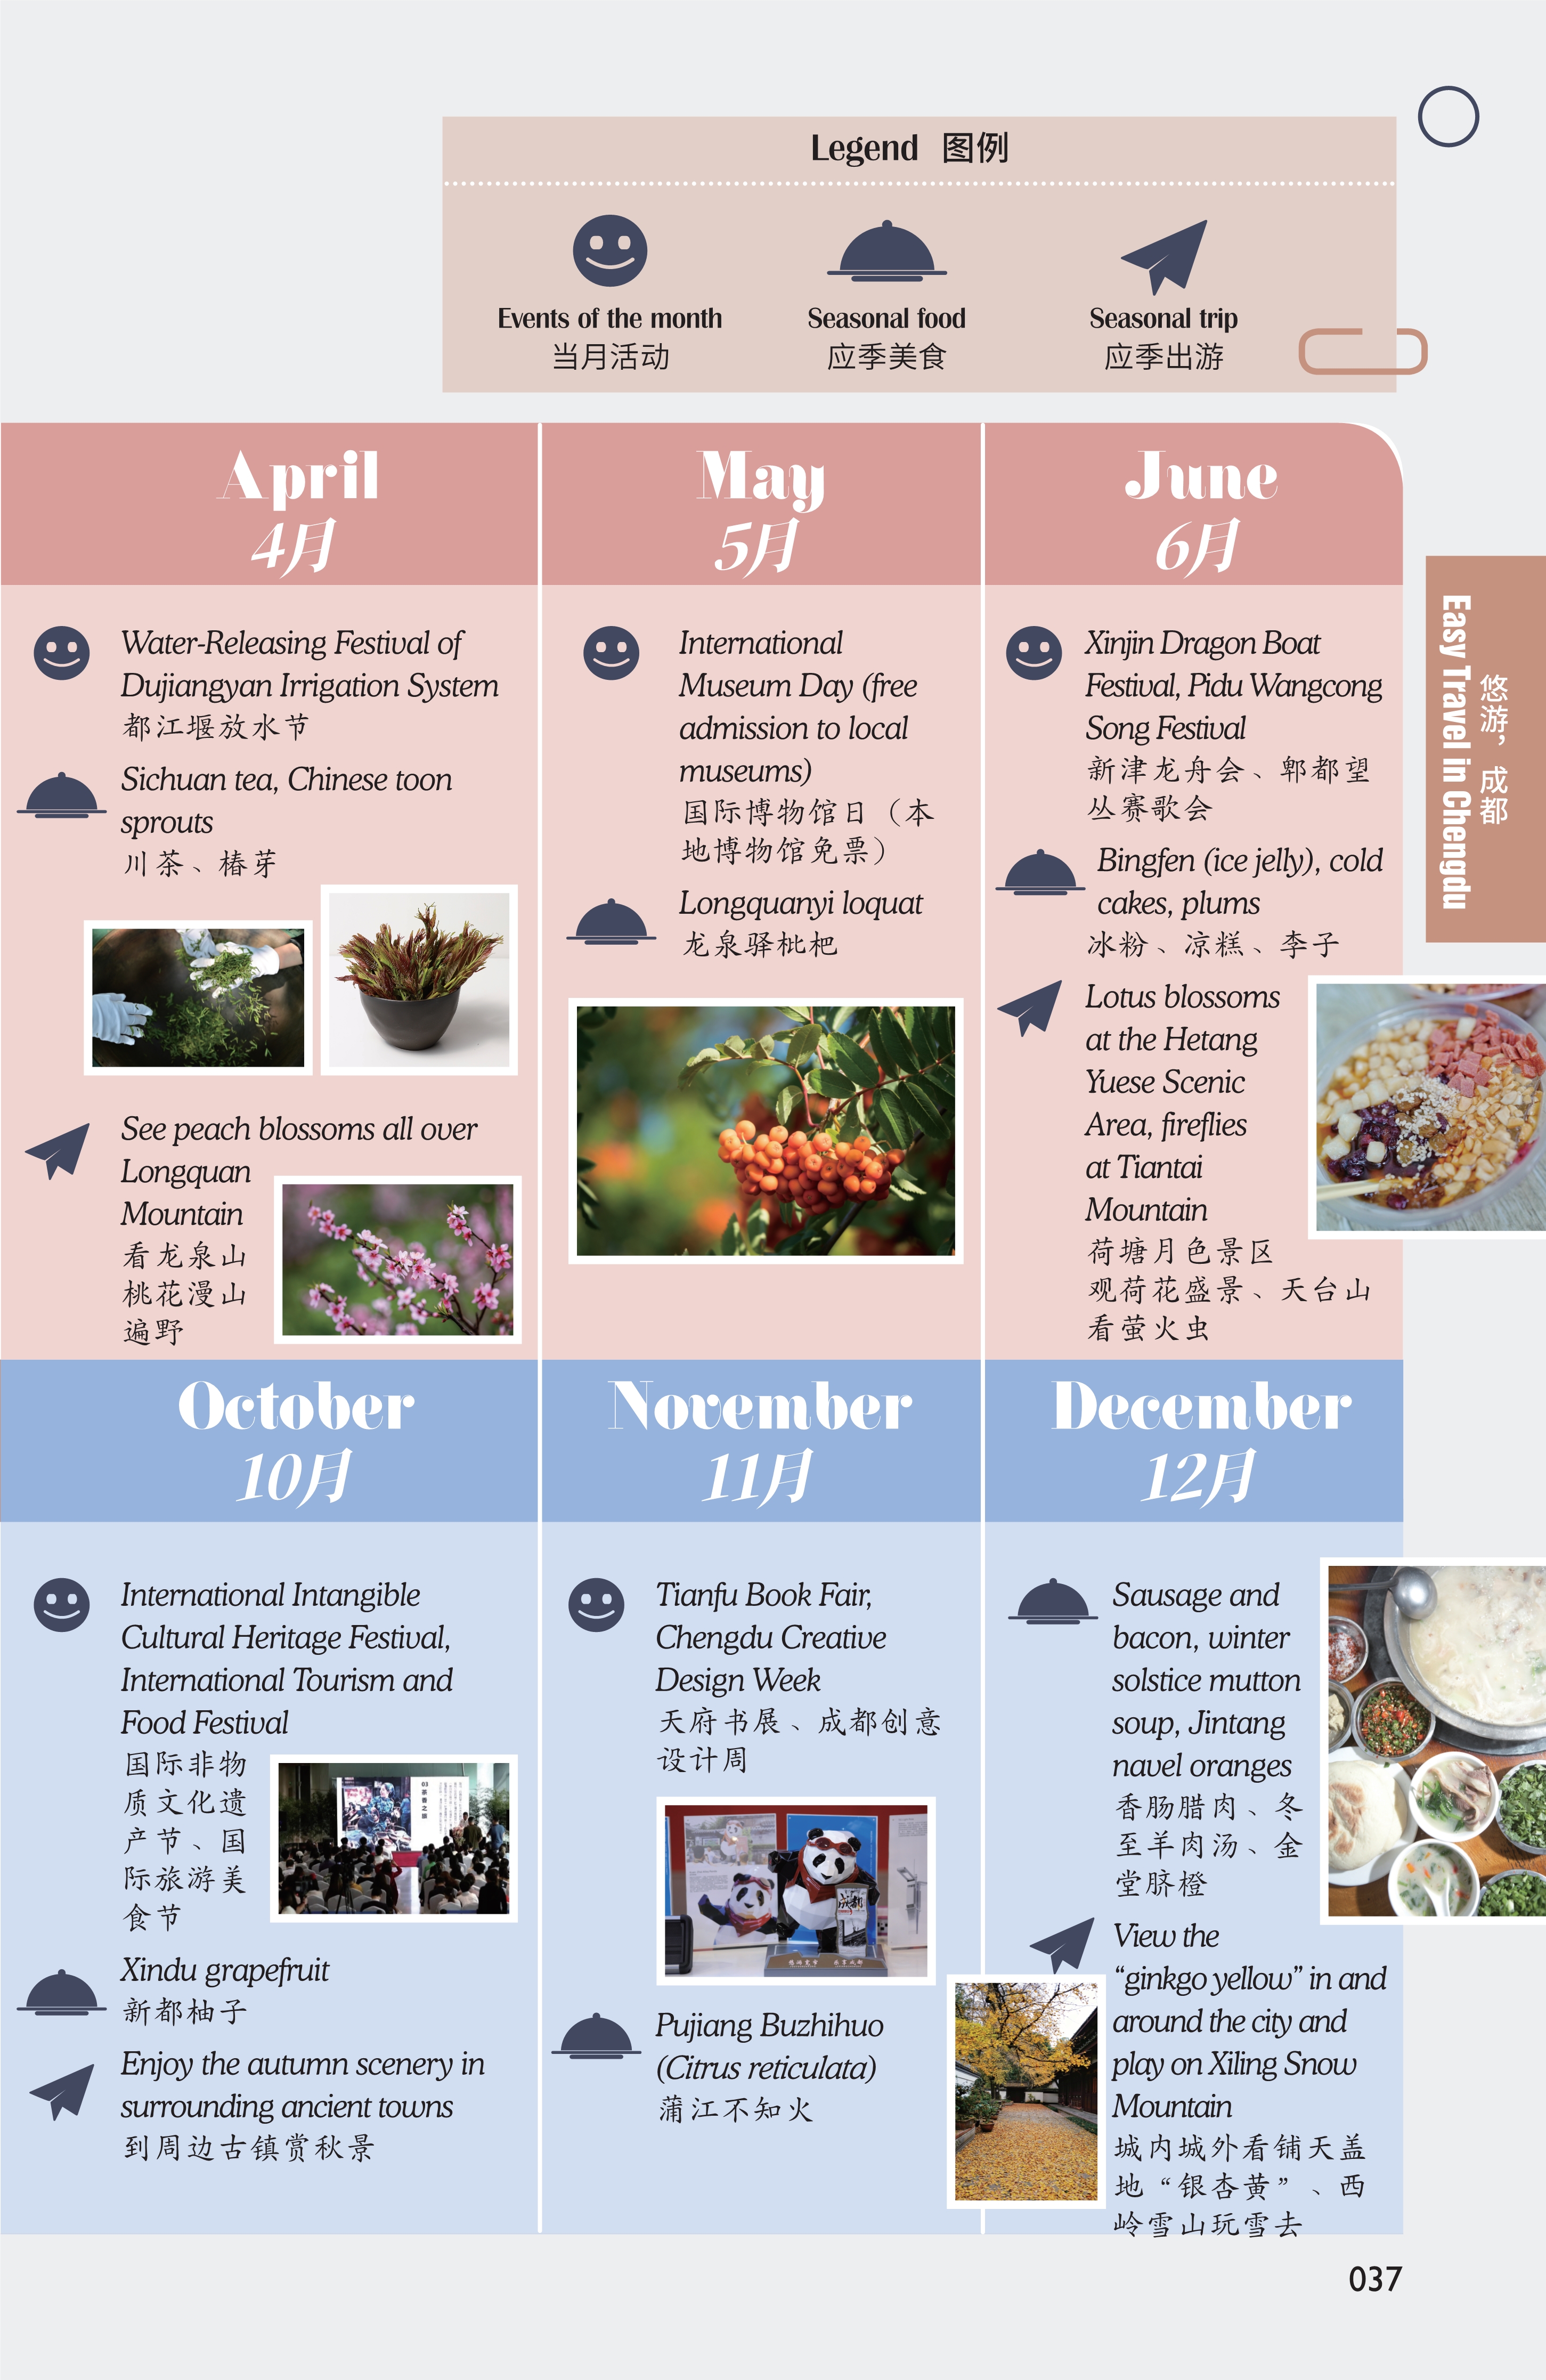 Legend 图例
Events of the month
当月活动
Seasonal food
应季美食
Seasonal trip
应季出游
April
4月
Water-Releasing Festival of
Dujiangyan Irrigation System
都江堰放水节
Sichuan tea, Chinese toon
sprouts
川茶、椿芽
See peach blossoms all over
Longquan
Mountain
看龙泉山
桃花漫山
遍野
May
5月
International
Museum Day (free
admission to local
museums)
国际博物馆日（本
地博物馆免票）
Longquanyi loquat
龙泉驿枇杷
June
6月
Xinjin Dragon Boat
Festival, Pidu Wangcong
Song Festival
新津龙舟会、郫都望
丛赛歌会
Bingfen (ice jelly), cold
cakes, plums
冰粉、凉糕、李子
Lotus blossoms
at the Hetang
Yuese Scenic
Area, fireflies
at Tiantai
Mountain
荷塘月色景区
观荷花盛景、天台山
看萤火虫
悠游，成都
Easy Travel in Chengdu
October
10月
International Intangible
Cultural Heritage Festival,
International Tourism and
Food Festival
国际非物
质文化遗
产节、国
际旅游美
食节
03
茶香之旅
Xindu grapefruit
新都柚子
Enjoy the autumn scenery in
surrounding ancient towns
到周边古镇赏秋景
November
11月
Tianfu Book Fair,
Chengdu Creative
Design Week
天府书展、成都创意
设计周
成都
Pujiang Buzhihuo
(Citrus reticulata)
蒲江不知火
December
12月
Sausage and
bacon, winter
solstice mutton
soup, Jintang
navel oranges
香肠腊肉、冬
至羊肉汤、金
堂脐橙
View the
“ginkgo yellow” in and
around the city and
play on Xiling Snow
Mountain
城内城外看铺天盖
地“银杏黄”、西
岭雪山玩雪去
037